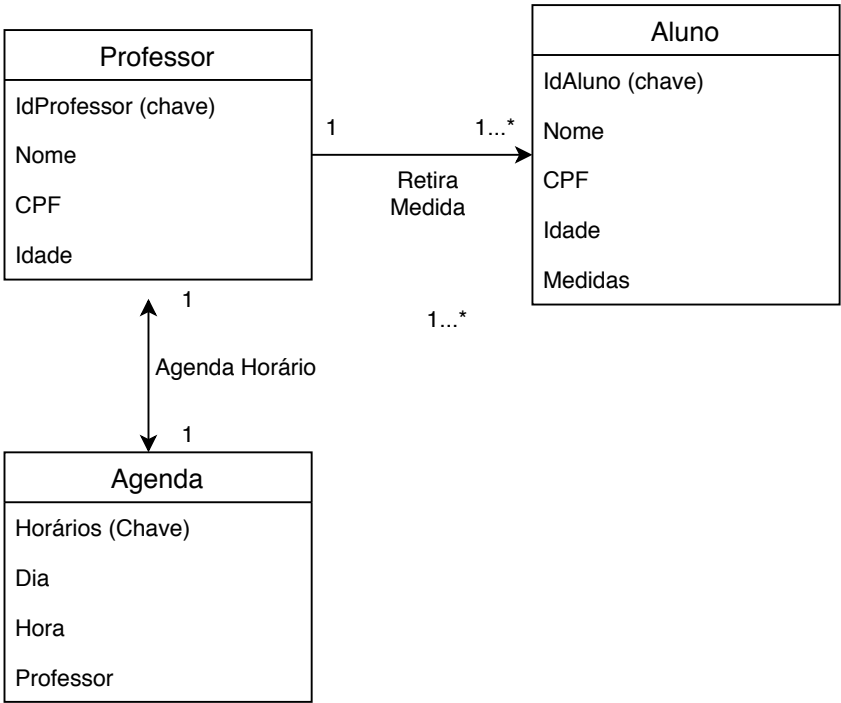 Professor
IdProfessor (chave)
Nome
CPF
Idade
1
1...*
Retira
Medida
Aluno
IdAluno (chave)
Nome
CPF
Idade
Medidas
1
1...*
Agenda Horário
1
Agenda
Horários (Chave)
Dia
Hora
Professor